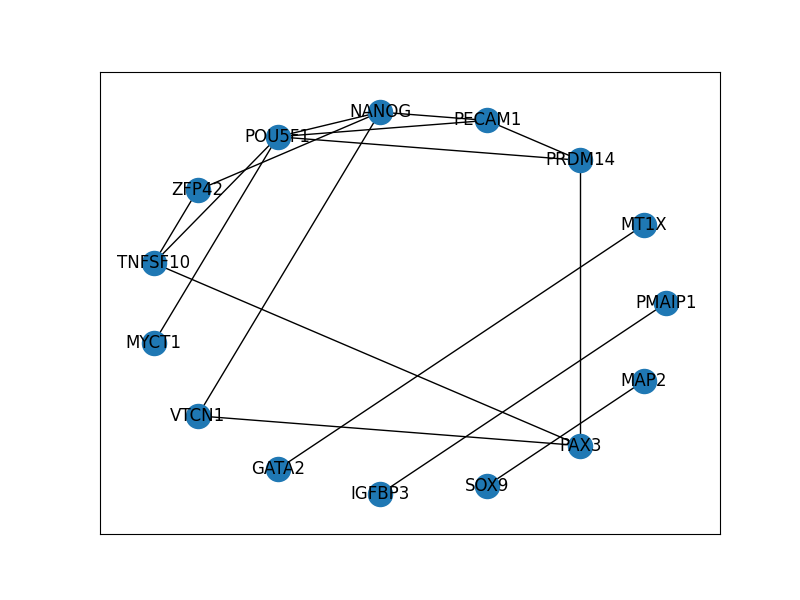 NANOG
PECAM1
POU5F1
PRDM14
ZFP42
MT1X
TNFSF10
PMAIP1
MYCT1
MAP2
VTCN1
PAX3
GATA2
SOX9
IGFBP3